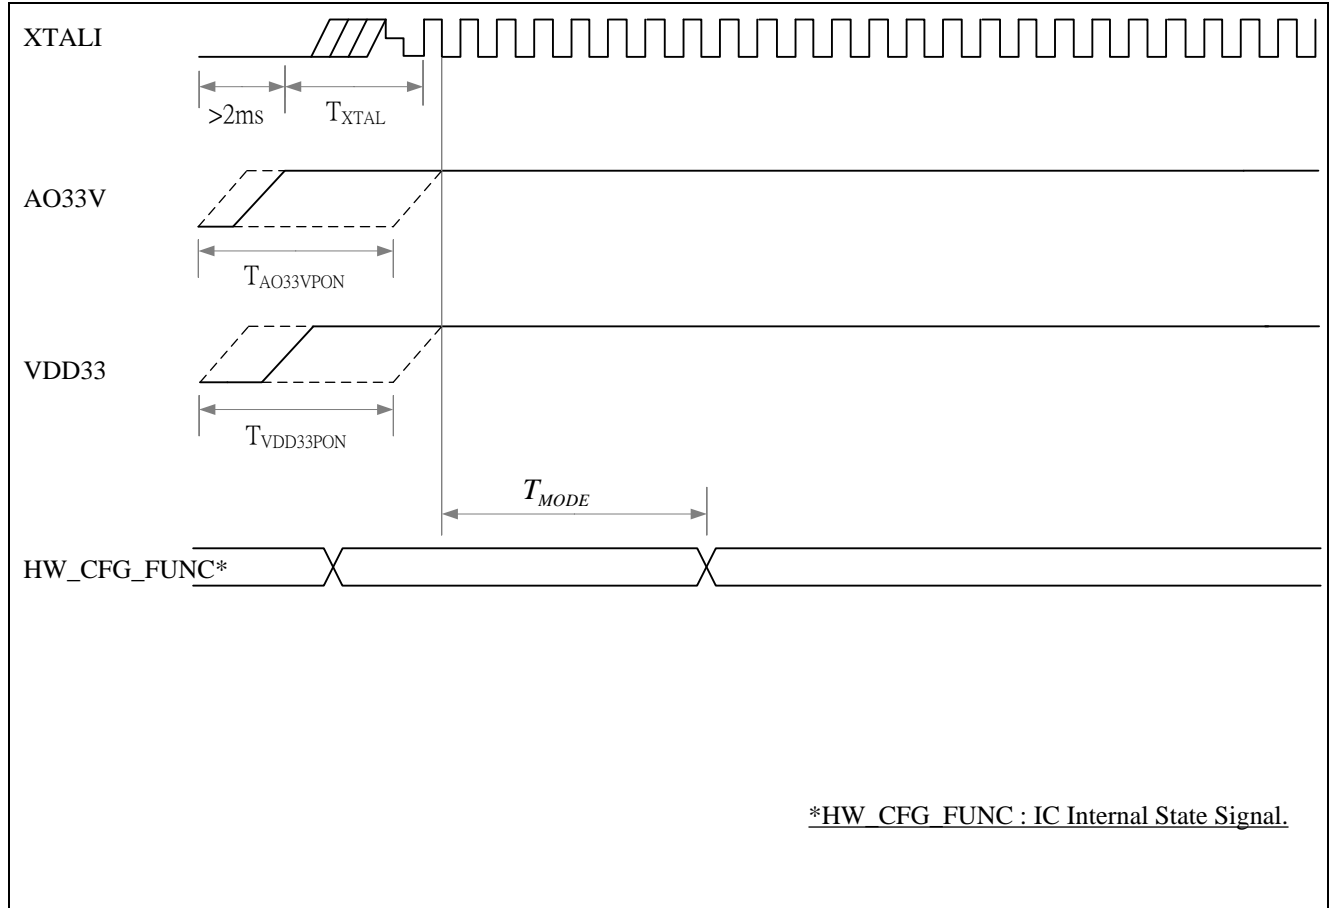 XTALI
>2ms
TXTAL
AO33V
TAO33VPON
VDD33
TVDD33PON
TMODE
HW_CFG_FUNC*
*HW_CFG_FUNC : IC Internal State Signal.